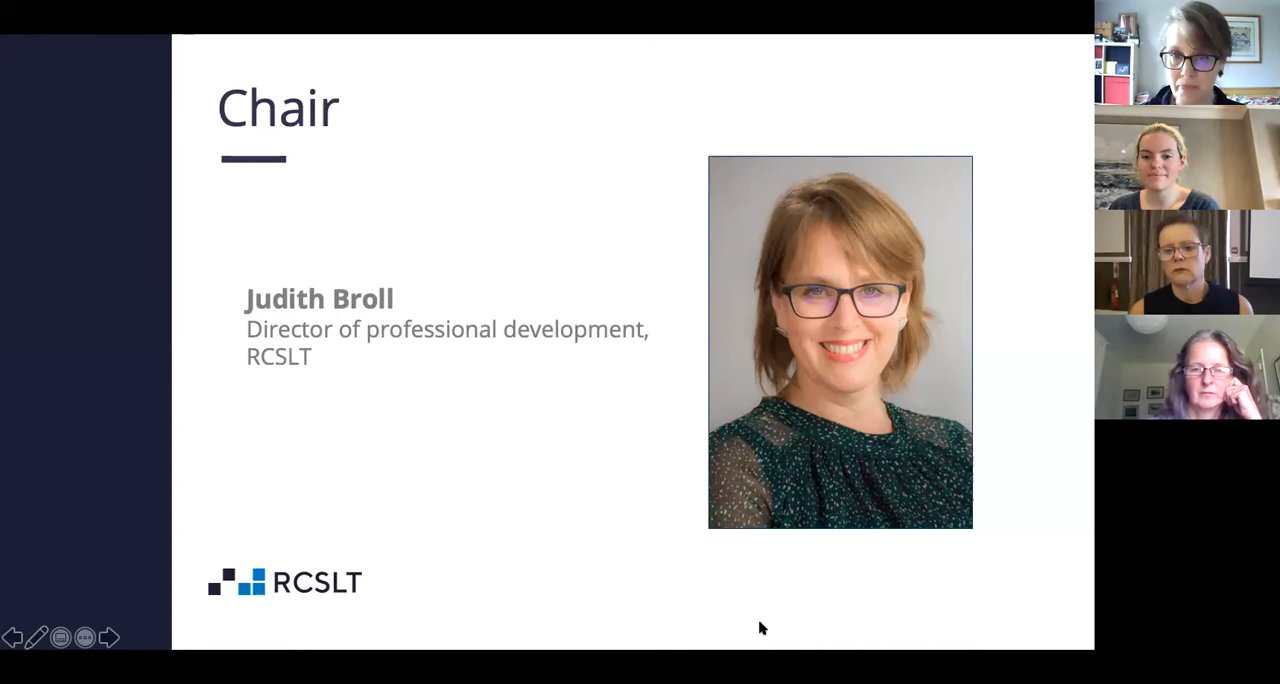 Chair
Judith Broll
Director of professional development,
RCSLT
RCSLT